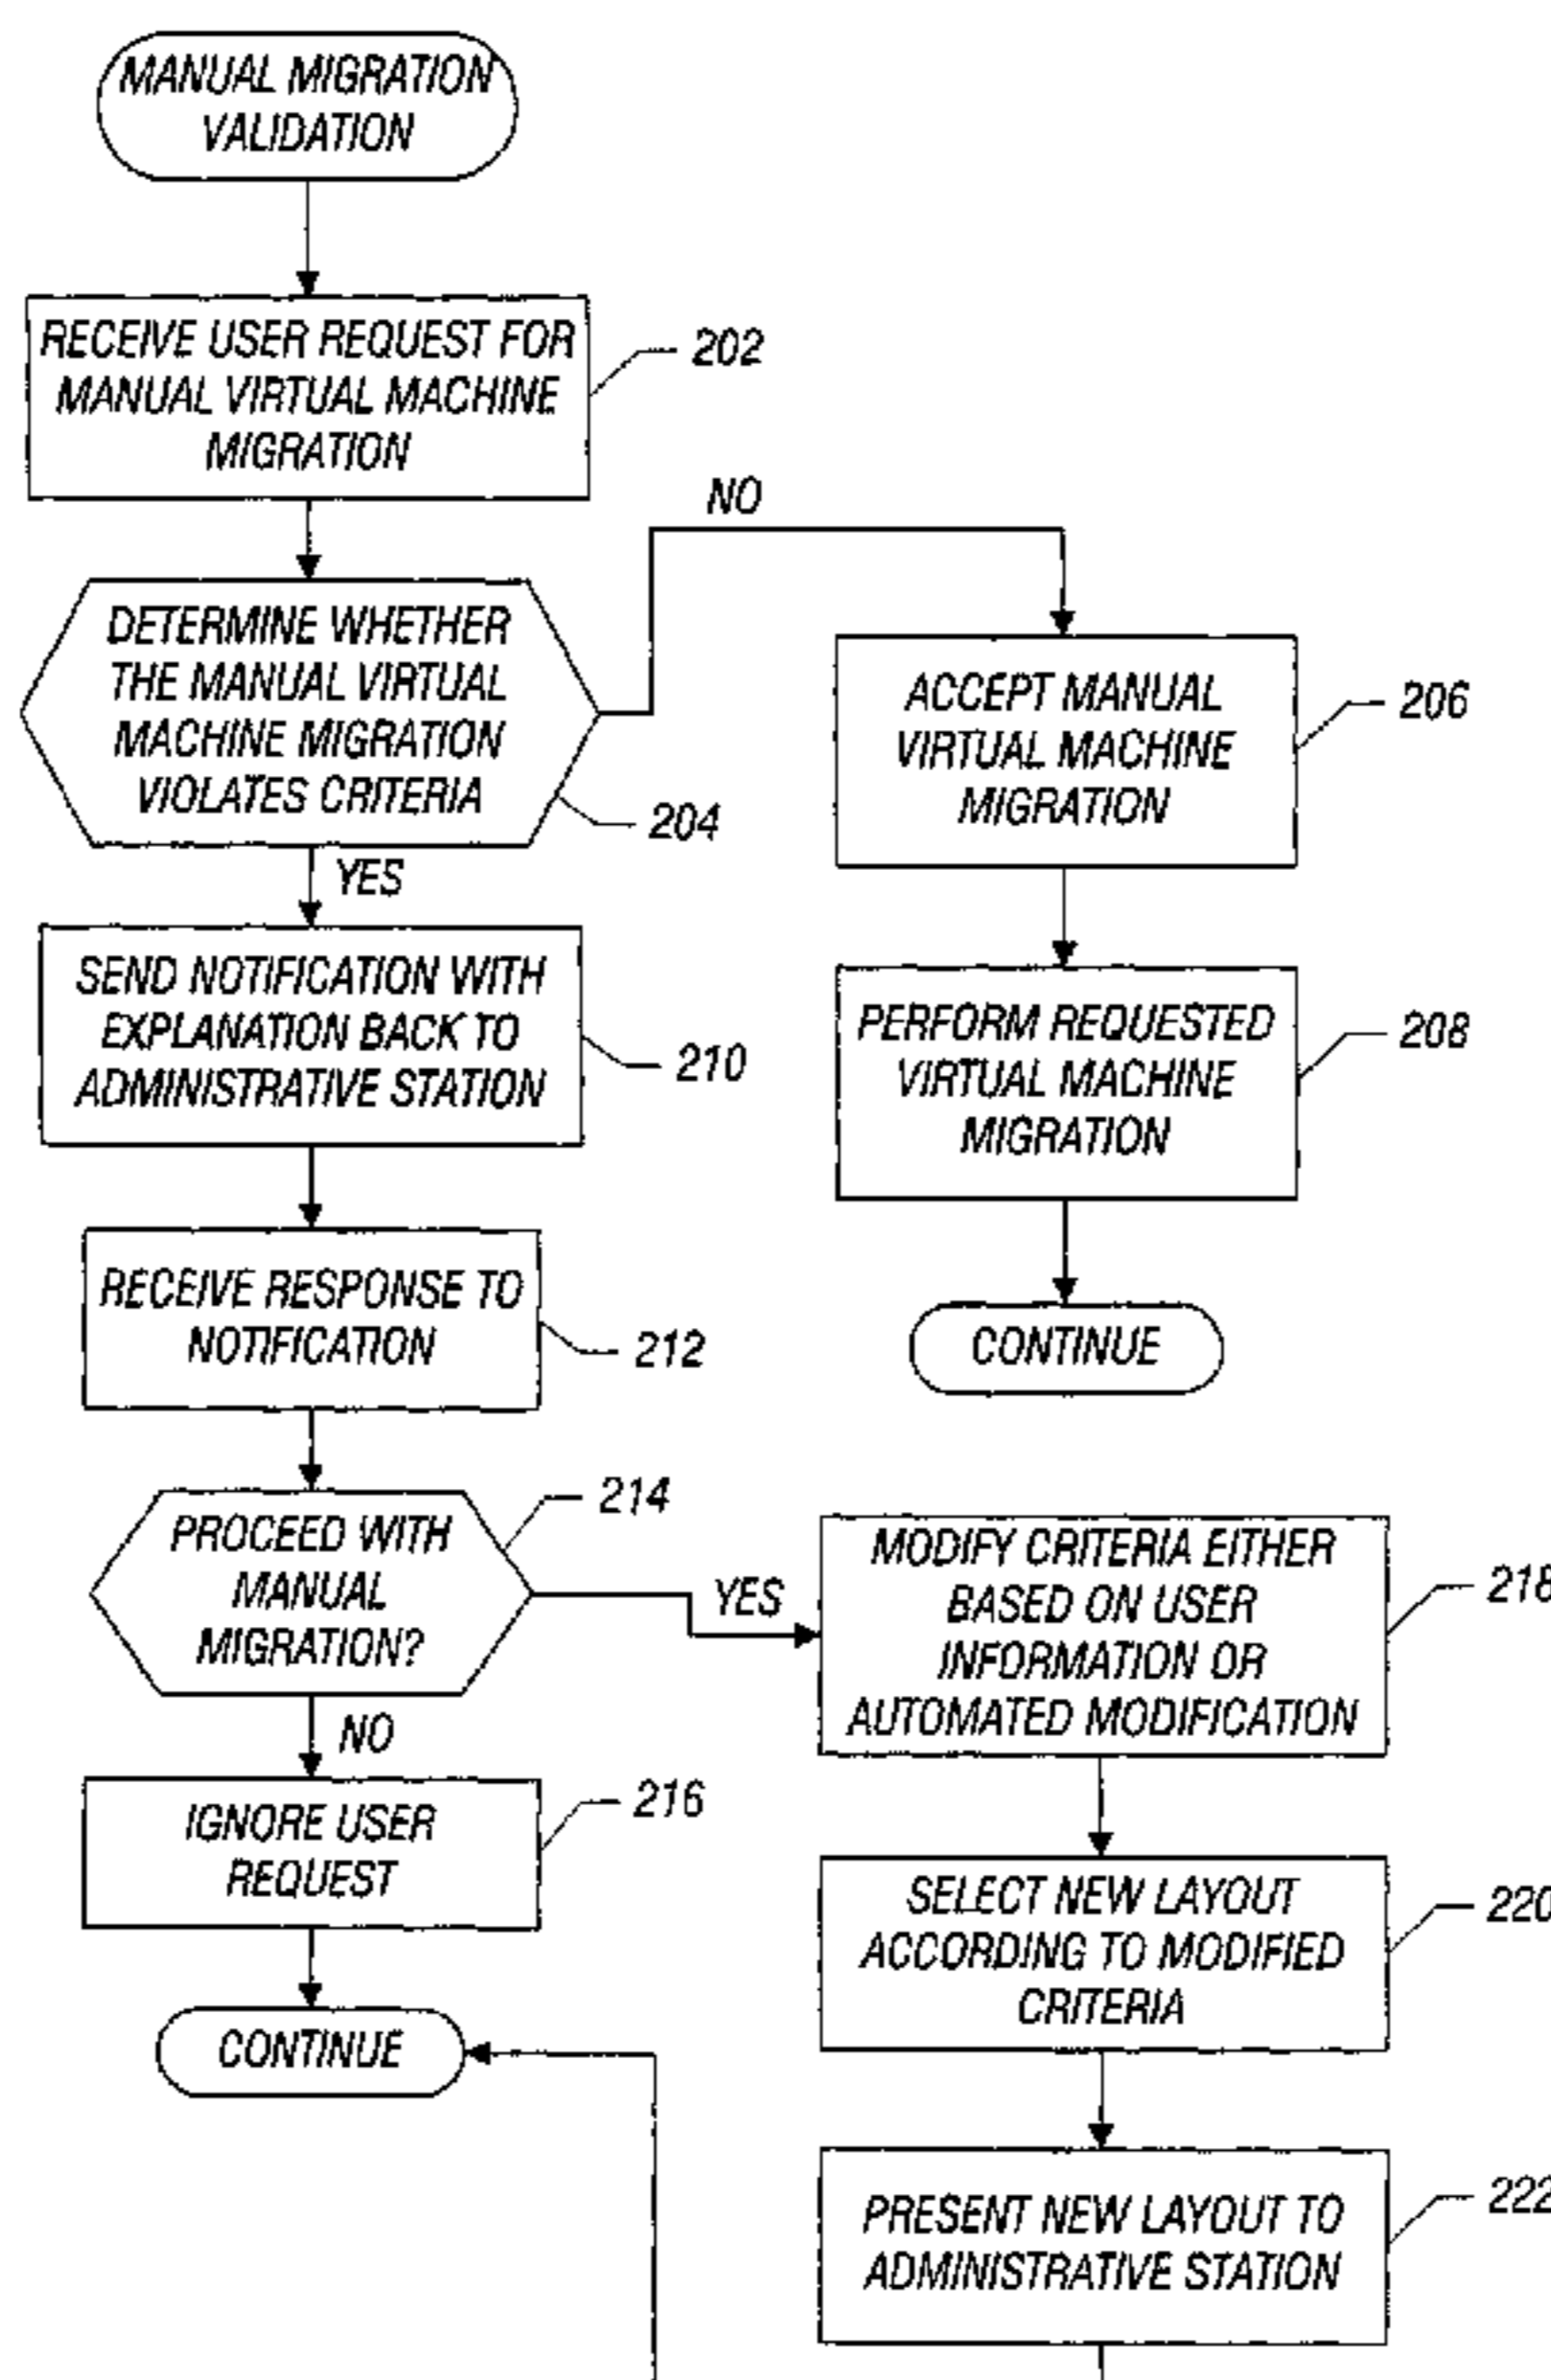 MANUAL MIGRATION
VALIDATION
RECEIVE USER REQUEST FOR
MANUAL VIRTUAL MACHINE
MIGRATION
202
NO
DETERMINE WHETHER
THE MANUAL VIRTUAL
MACHINE MIGRATION
VIOLATES CRITERIA
204
ACCEPT MANUAL
VIRTUAL MACHINE
MIGRATION
206
YES
SEND NOTIFICATION WITH
EXPLANATION BACK TO
ADMINISTRATIVE STATION
210
PERFORM REQUESTED
VIRTUAL MACHINE
MIGRATION
208
RECEIVE RESPONSE TO
NOTIFICATION
212
CONTINUE
PROCEED WITH
MANUAL
MIGRATION?
214
YES
MODIFY CRITERIA EITHER
BASED ON USER
INFORMATION OR
AUTOMATED MODIFICATION
218
NO
IGNORE USER
REQUEST
216
SELECT NEW LAYOUT
ACCORDING TO MODIFIED
CRITERIA
220
CONTINUE
PRESENT NEW LAYOUT TO
ADMINISTRATIVE STATION
222